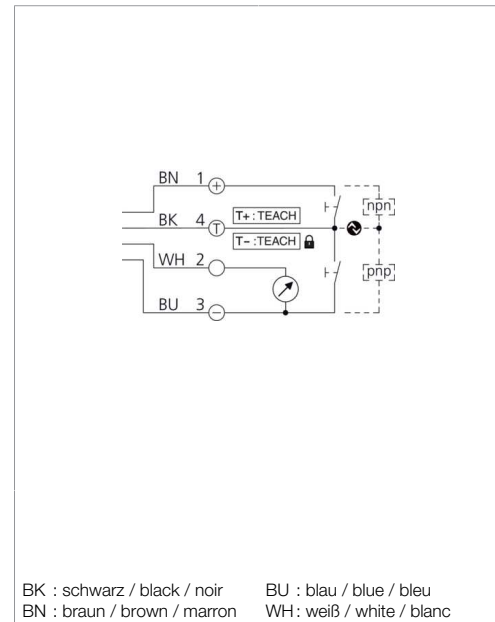 BN 1 +
T+ : TEACH
npn
BK 4 T
T- : TEACH
WH 2
pnp
BU 3 −
BK : schwarz / black / noir BU : blau / blue / bleu
BN : braun / brown / marron WH : weiß / white / blanc